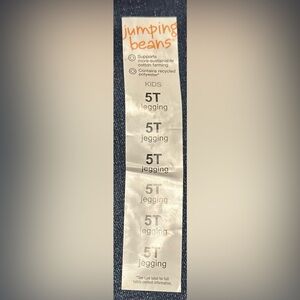 jumping
beans
Supports
more sustainable
cotton farming
Contains recycled
polyester*
KIDS
5T
jegging
5T
jegging
5T
jegging
5T
jegging
5T
jegging
5T
jegging